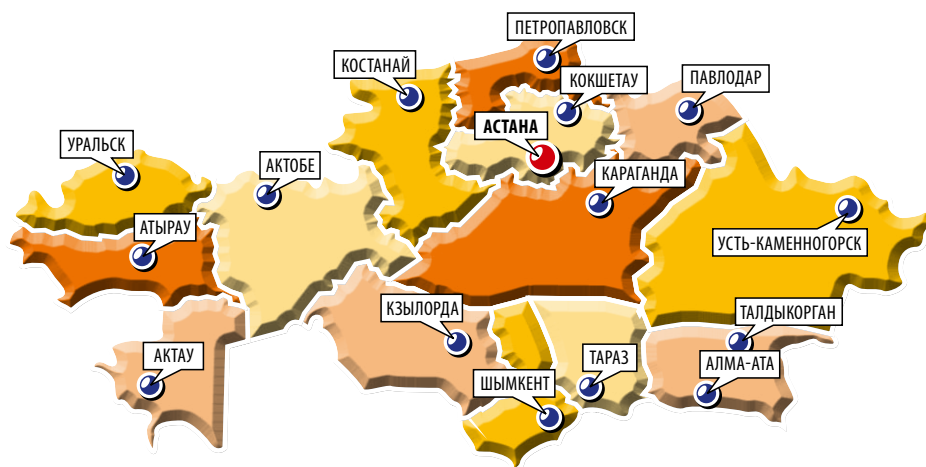 ПЕТРОПАВЛОВСК
КОСТАНАЙ
КОКШЕТАУ
ПАВЛОДАР
АСТАНА
УРАЛЬСК
АКТОБЕ
КАРАГАНДА
АТЫРАУ
УСТЬ-КАМЕННОГОРСК
КЗЫЛОРДА
ТАЛДЫКОРГАН
АКТАУ
ШЫМКЕНТ
ТАРАЗ
АЛМА-АТА